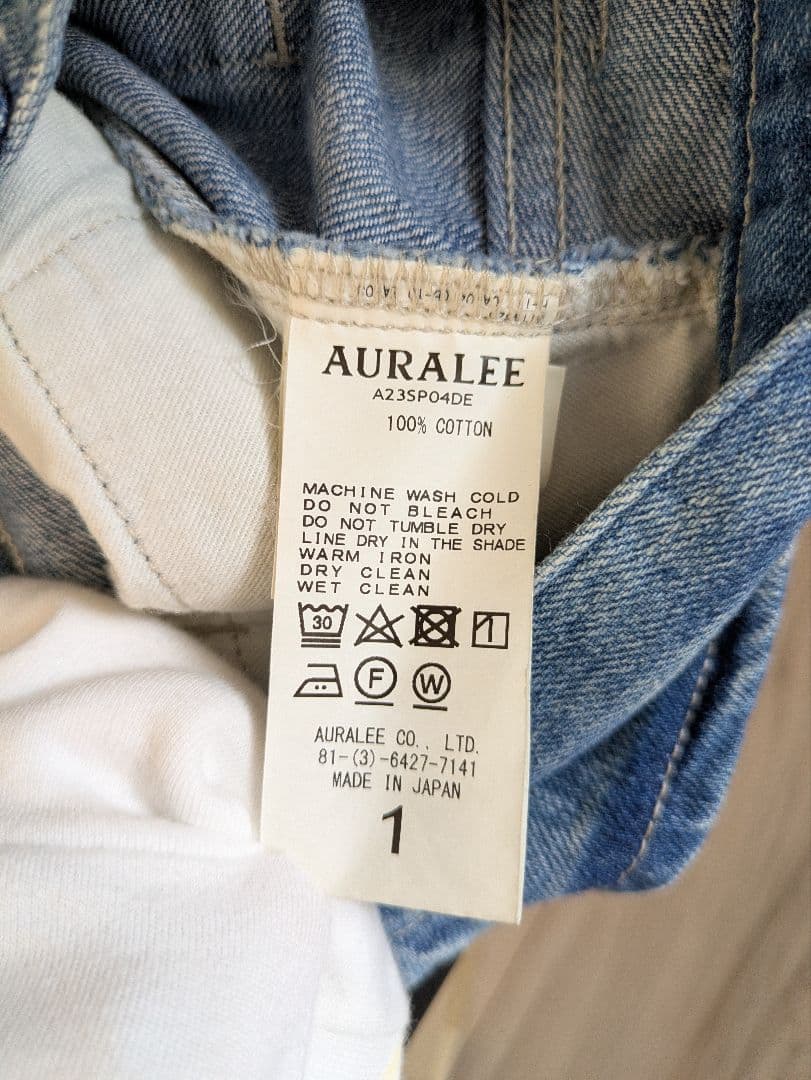 AURALEE
A23SP04DE
100% COTTON
MACHINE WASH COLD
DO NOT BLEACH
DO NOT TUMBLE DRY
LINE DRY IN THE SHADE
WARM IRON
DRY CLEAN
WET CLEAN
30
F W
AURALEE CO., LTD.
81-(3)-6427-7141
MADE IN JAPAN
1